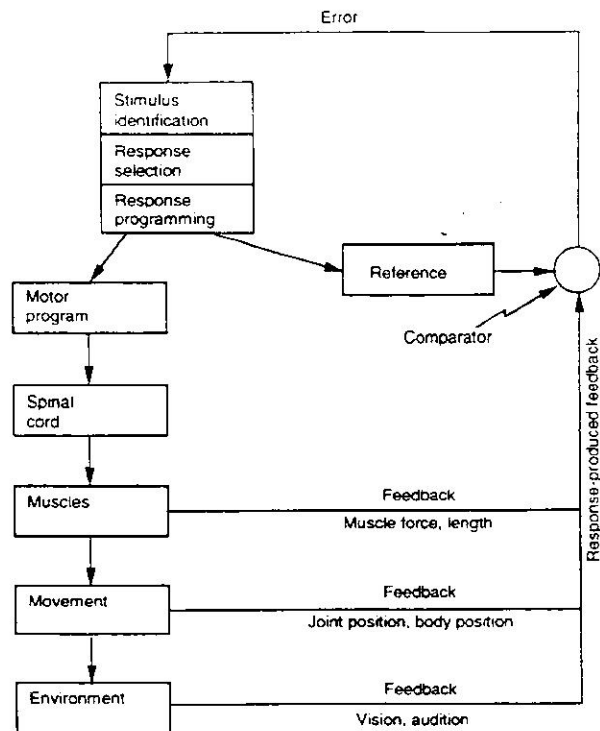 Error
Stimulus
identification
Response
selection
Response
programming
Reference
Comparator
Motor
program
Spinal
cord
Muscles
Feedback
Muscle force, length
Movement
Feedback
Joint position, body position
Environment
Feedback
Vision, audition
Response-produced feedback